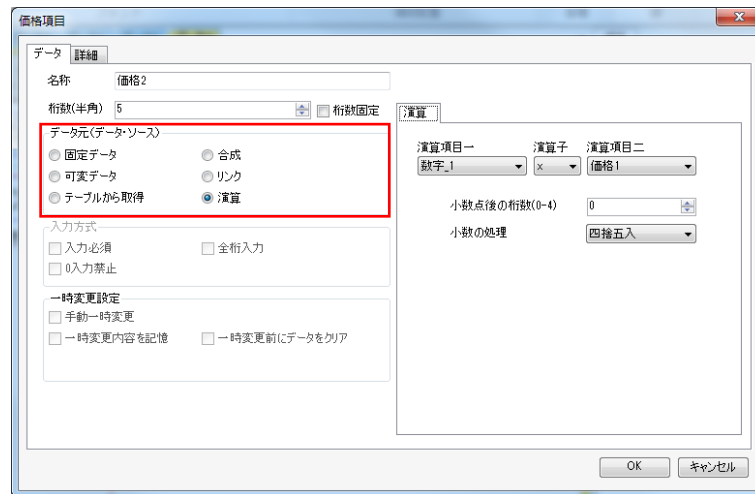 価格項目
データ 詳細
名称 価格2
桁数(半角) 5 桁数固定
データ元(データ・ソース)
固定データ 合成
可変データ リンク
テーブルから取得 演算
入力方式
入力必須 全桁入力
0入力禁止
一時変更設定
手動一時変更
一時変更内容を記憶 一時変更前にデータをクリア
演算
演算項目一 演算子 演算項目二
数字_1 x 価格1
小数点後の桁数(0-4) 0
小数の処理 四捨五入
OK キャンセル